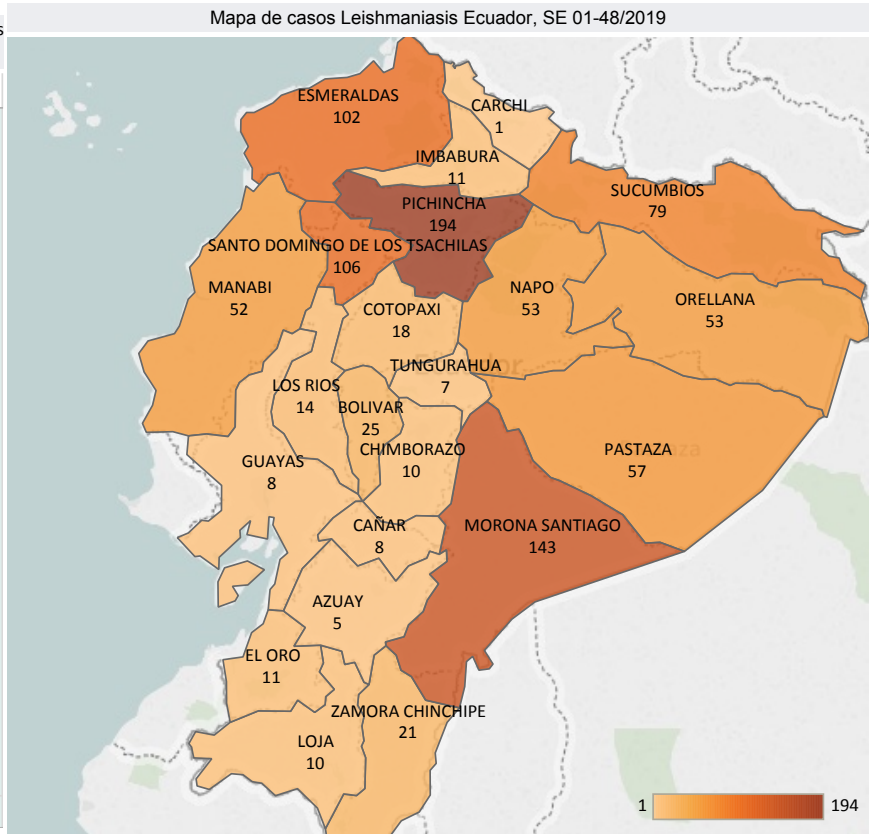 s
Mapa de casos Leishmaniasis Ecuador, SE 01-48/2019
ESMERALDAS
102
CARCHI
1
IMBABURA
11
SUCUMBIOS
79
PICHINCHA
194
SANTO DOMINGO DE LOS TSACHILAS
106
MANABI
52
NAPO
53
ORELLANA
53
COTOPAXI
18
TUNGURAHUA
7
LOS RIOS
14
BOLIVAR
25
CHIMBORAZO
10
PASTAZA
57
GUAYAS
8
CAÑAR
8
MORONA SANTIAGO
143
AZUAY
5
EL ORO
11
ZAMORA CHINCHIPE
21
LOJA
10
1
194